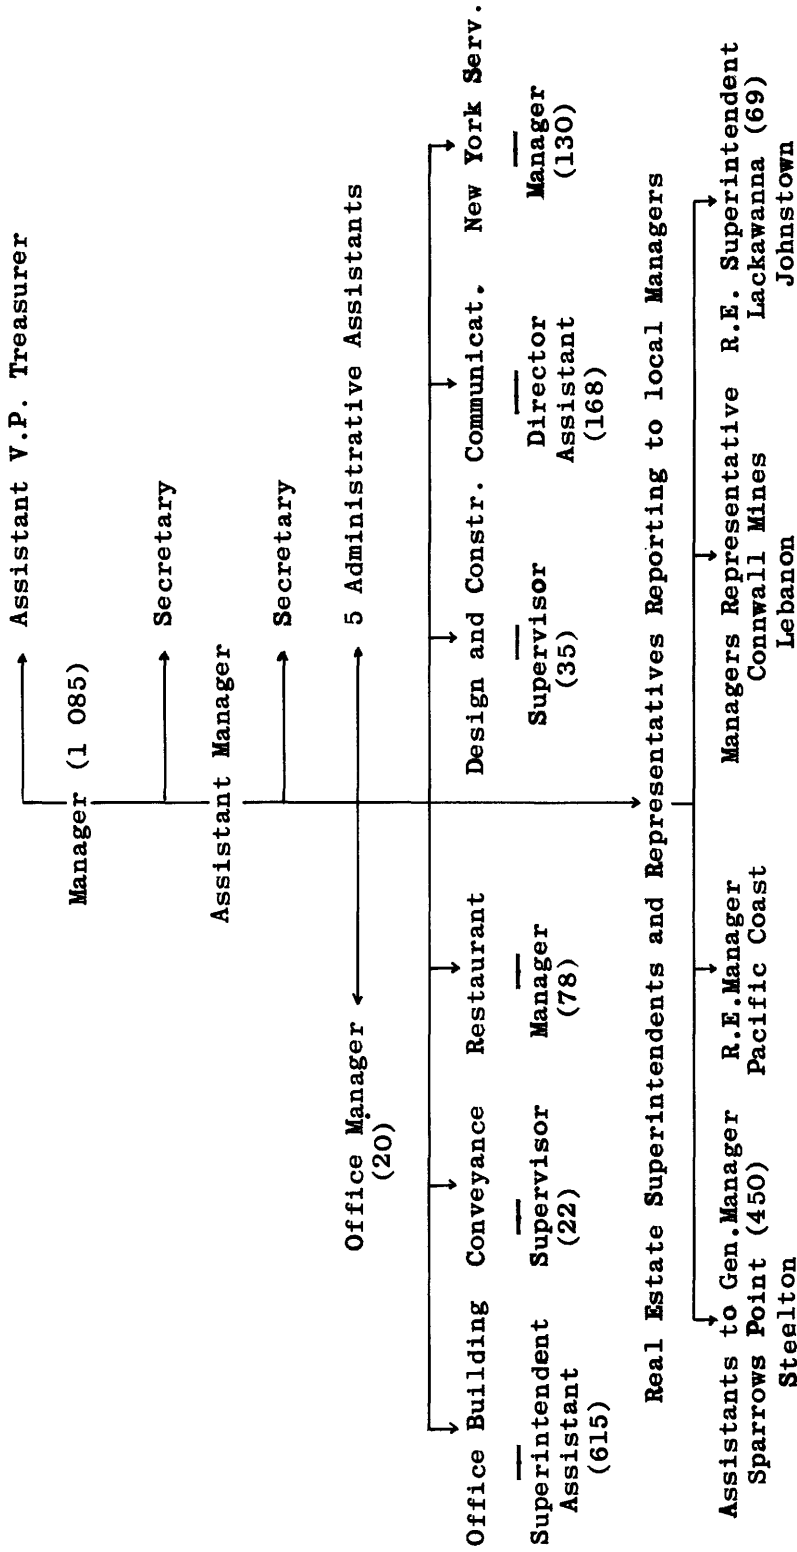 Assistant V.P. Treasurer
Manager (1 085)
Secretary
Assistant Manager
Secretary
Office Manager
(20)
5 Administrative Assistants
Office Building
Superintendent
Assistant
(615)
Conveyance
Supervisor
(22)
Restaurant
Manager
(78)
Design and Constr.
Supervisor
(35)
Communicat.
Director
Assistant
(168)
New York Serv.
Manager
(130)
Real Estate Superintendents and Representatives Reporting to local Managers
Assistants to Gen.Manager
Sparrows Point (450)
Steelton
R.E.Manager
Pacific Coast
Managers Representative
Connwall Mines
Lebanon
R.E. Superintendent
Lackawanna (69)
Johnstown